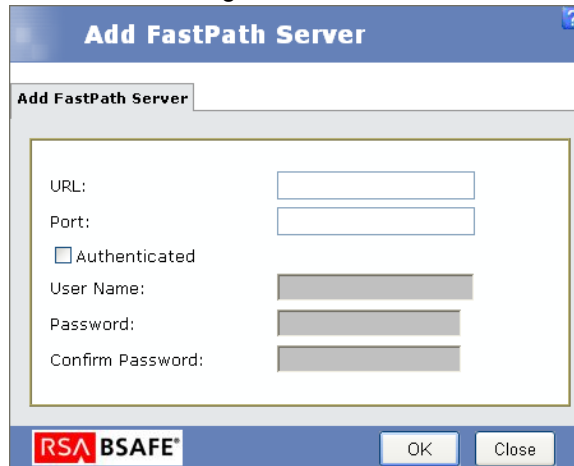 Add FastPath Server
?
Add FastPath Server
URL:
Port:
Authenticated
User Name:
Password:
Confirm Password:
RSA BSAFE®
OK
Close